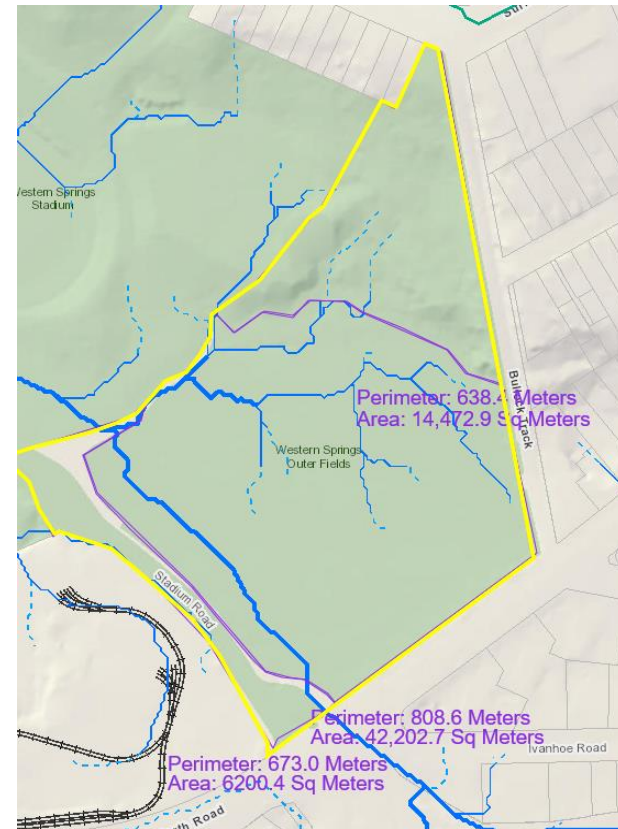 Western Springs
Stadium
Bullock Track
Perimeter: 638.4 Meters
Area: 14,472.9 Sq Meters
Western Springs
Outer Fields
Stadium Road
Perimeter: 808.6 Meters
Area: 42,202.7 Sq Meters
Ivanhoe Road
Perimeter: 673.0 Meters
Area: 6200.4 Sq Meters
Road